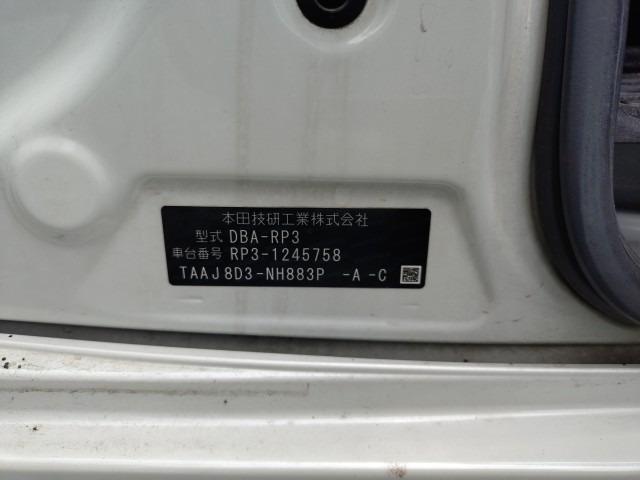 本田技研工業株式会社
型式 DBA-RP3
車台番号 RP3-1245758
TAAJ8D3-NH883P -A-C